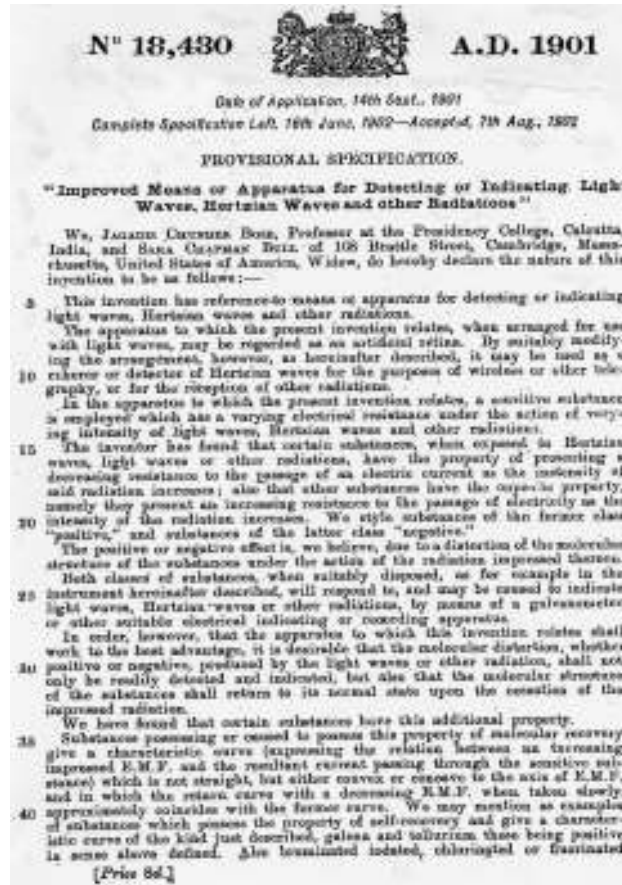 Nº 18,430
A.D. 1901
Date of Application, 14th Sept., 1901
Complete Specification Left, 16th June, 1902—Accepted, 7th Aug., 1902
PROVISIONAL SPECIFICATION.
"Improved Means or Apparatus for Detecting or Indicating Light
Waves, Hertzian Waves and other Radiations"
We, JAGADIS CHUNDER BOSE, Professor at the Presidency College, Calcutta,
India, and SARA CHAPMAN BULL of 168 Brattle Street, Cambridge, Massa-
chusetts, United States of America, Widow, do hereby declare the nature of this
invention to be as follows:—
5 This invention has reference to means or apparatus for detecting or indicating
light waves, Hertzian waves and other radiations.
The apparatus to which the present invention relates, when arranged for use
with light waves, may be regarded as an artificial retina. By suitably modify-
ing the arrangement, however, as hereinafter described, it may be used as a
10 coherer or detector of Hertzian waves for the purposes of wireless or other tele-
graphy, or for the reception of other radiations.
In the apparatus to which the present invention relates, a sensitive substance
is employed which has a varying electrical resistance under the action of vary-
ing intensity of light waves, Hertzian waves and other radiations.
15 The inventor has found that certain substances, when exposed to Hertzian
waves, light waves or other radiations, have the property of presenting a
decreasing resistance to the passage of an electric current as the intensity of
said radiation increases; also that other substances have the opposite property,
namely they present an increasing resistance to the passage of electricity as the
20 intensity of the radiation increases. We style substances of the former class
"positive," and substances of the latter class "negative."
The positive or negative effect is, we believe, due to a distortion of the molecular
structure of the substances under the action of the radiation impressed thereon.
Both classes of substances, when suitably disposed, as for example in the
25 instrument hereinafter described, will respond to, and may be caused to indicate
light waves, Hertzian waves or other radiations, by means of a galvanometer
or other suitable electrical indicating or recording apparatus.
In order, however, that the apparatus to which this invention relates shall
work to the best advantage, it is desirable that the molecular distortion, whether
30 positive or negative, produced by the light waves or other radiation, shall not
only be readily detected and indicated, but also that the molecular structure
of the substances shall return to its normal state upon the cessation of the
impressed radiation.
We have found that certain substances have this additional property.
35 Substances possessing or caused to possess this property of molecular recovery
give a characteristic curve (expressing the relation between an increasing
impressed E.M.F. and the resultant current passing through the sensitive sub-
stance) which is not straight, but either convex or concave to the axis of E.M.F.
and in which the return curve with a decreasing E.M.F. when taken slowly
40 approximately coincides with the former curve. We may mention as examples
of substances which possess the property of self-recovery and give a character-
istic curve of the kind just described, galena and tellurium these being positive
in sense above defined. Also brominated iodated, chlorinated or
[Price 8d.]